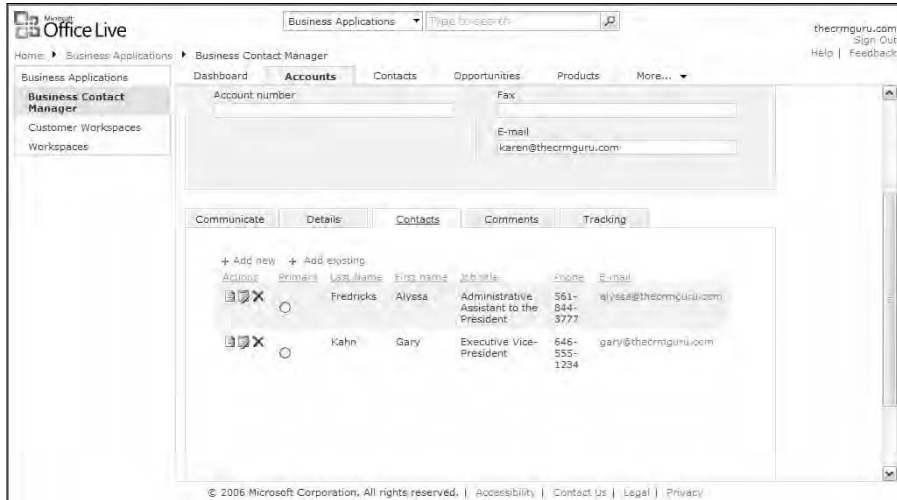 Microsoft
Office Live
Business Applications
Type to search
thecrmguru.com
Sign Out
Help | Feedback
Home ▶ Business Applications ▶ Business Contact Manager
Business Applications
Business Contact
Manager
Customer Workspaces
Workspaces
Dashboard Accounts Contacts Opportunities Products More...
Account number Fax
E-mail
karen@thecrmguru.com
Communicate Details Contacts Comments Tracking
+ Add new + Add existing
Actions Primary Last Name First name Job title Phone E-mail
Fredricks Alyssa Administrative 561- alyssa@thecrmguru.com
Assistant to the 844-
President 3777
Kahn Gary Executive Vice- 646- gary@thecrmguru.com
President 555-
1234
© 2006 Microsoft Corporation. All rights reserved. | Accessibility | Contact Us | Legal | Privacy